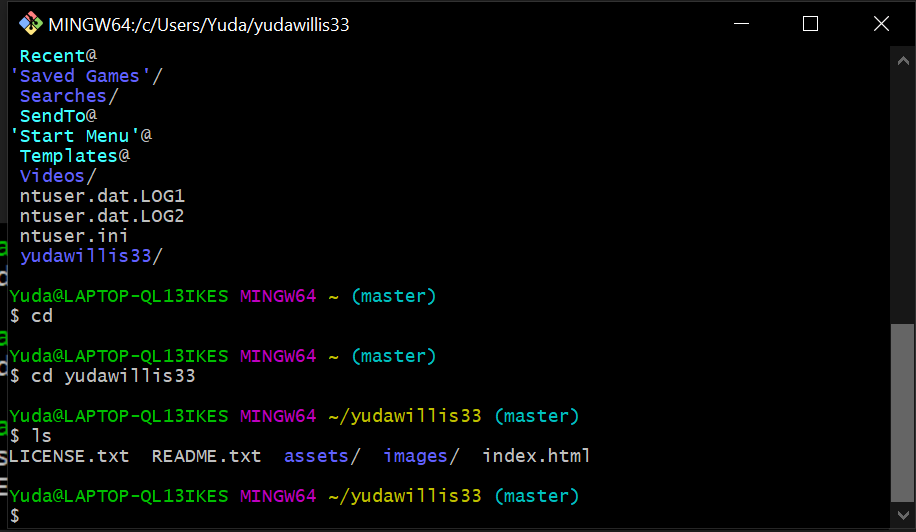 MINGW64:/c/Users/Yuda/yudawillis33
Recent@
'Saved Games'/
Searches/
SendTo@
'Start Menu'@
Templates@
Videos/
ntuser.dat.LOG1
ntuser.dat.LOG2
ntuser.ini
yudawillis33/
Yuda@LAPTOP-QL13IKES MINGW64 ~ (master)
$ cd
Yuda@LAPTOP-QL13IKES MINGW64 ~ (master)
$ cd yudawillis33
Yuda@LAPTOP-QL13IKES MINGW64 ~/yudawillis33 (master)
$ ls
LICENSE.txt  README.txt  assets/  images/  index.html
Yuda@LAPTOP-QL13IKES MINGW64 ~/yudawillis33 (master)
$